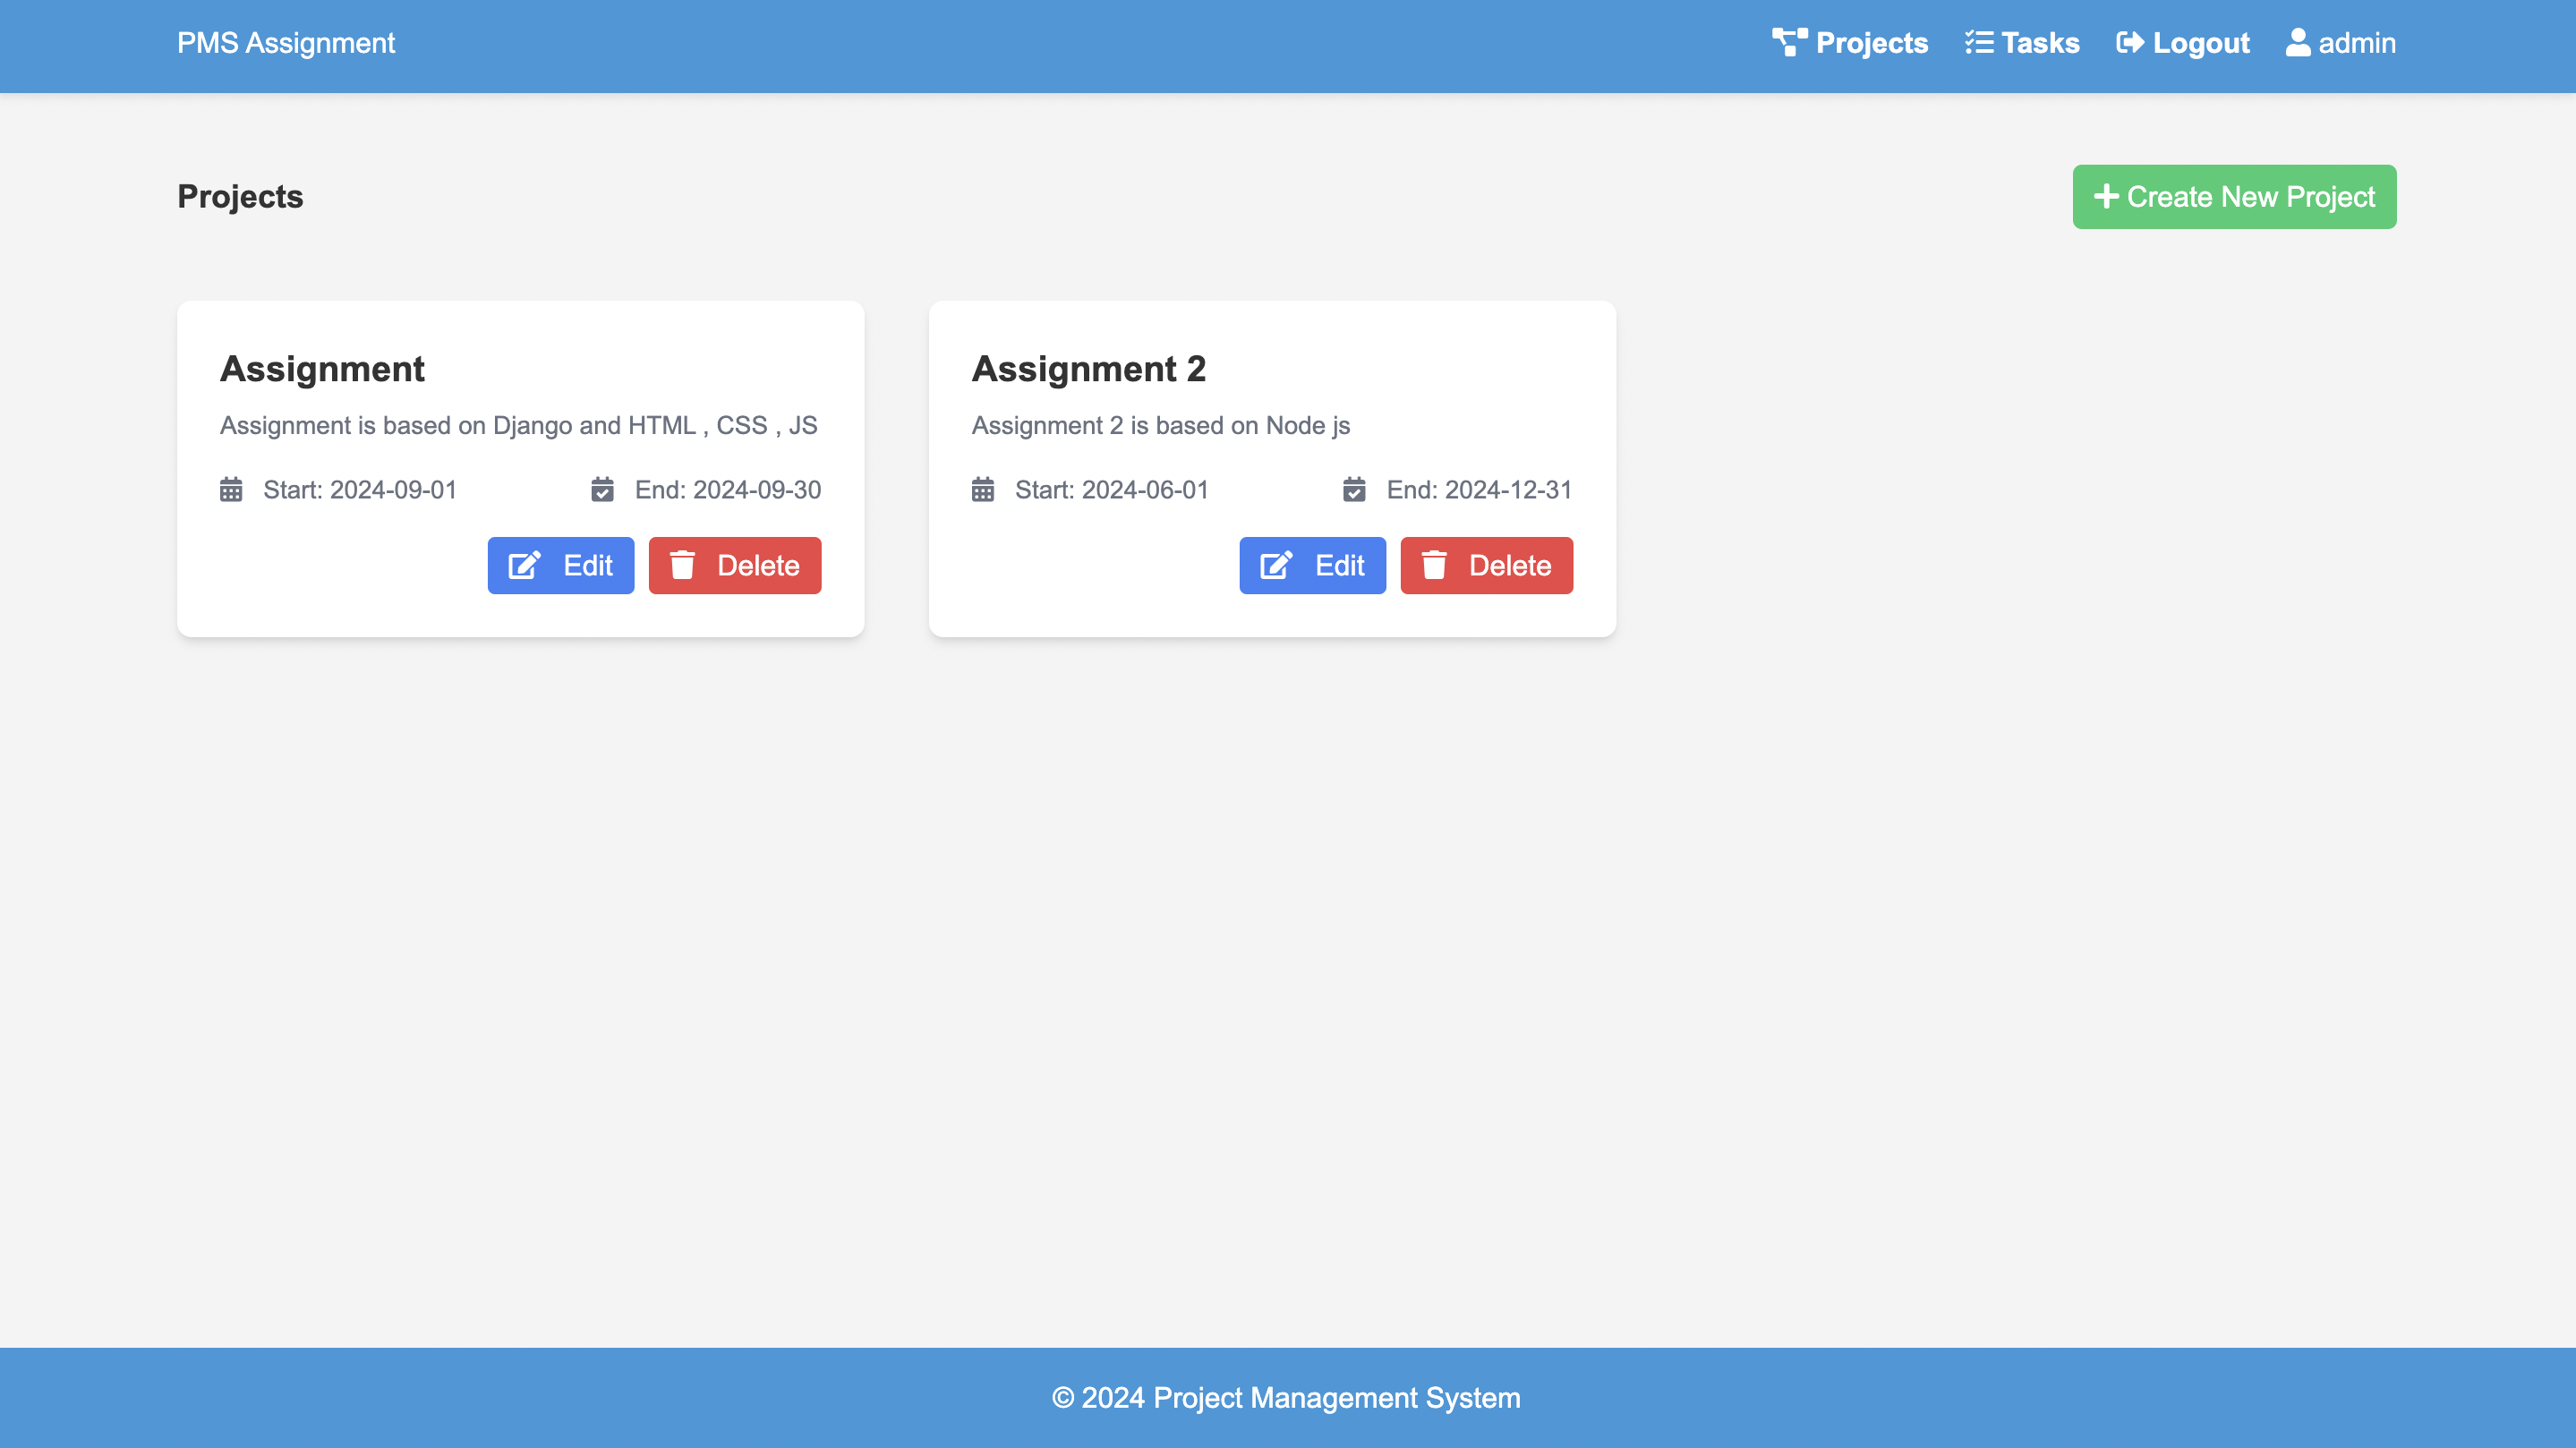 PMS Assignment
Projects Tasks Logout admin
Projects
Create New Project
Assignment
Assignment is based on Django and HTML , CSS , JS
Start: 2024-09-01 End: 2024-09-30
Edit Delete
Assignment 2
Assignment 2 is based on Node js
Start: 2024-06-01 End: 2024-12-31
Edit Delete
© 2024 Project Management System